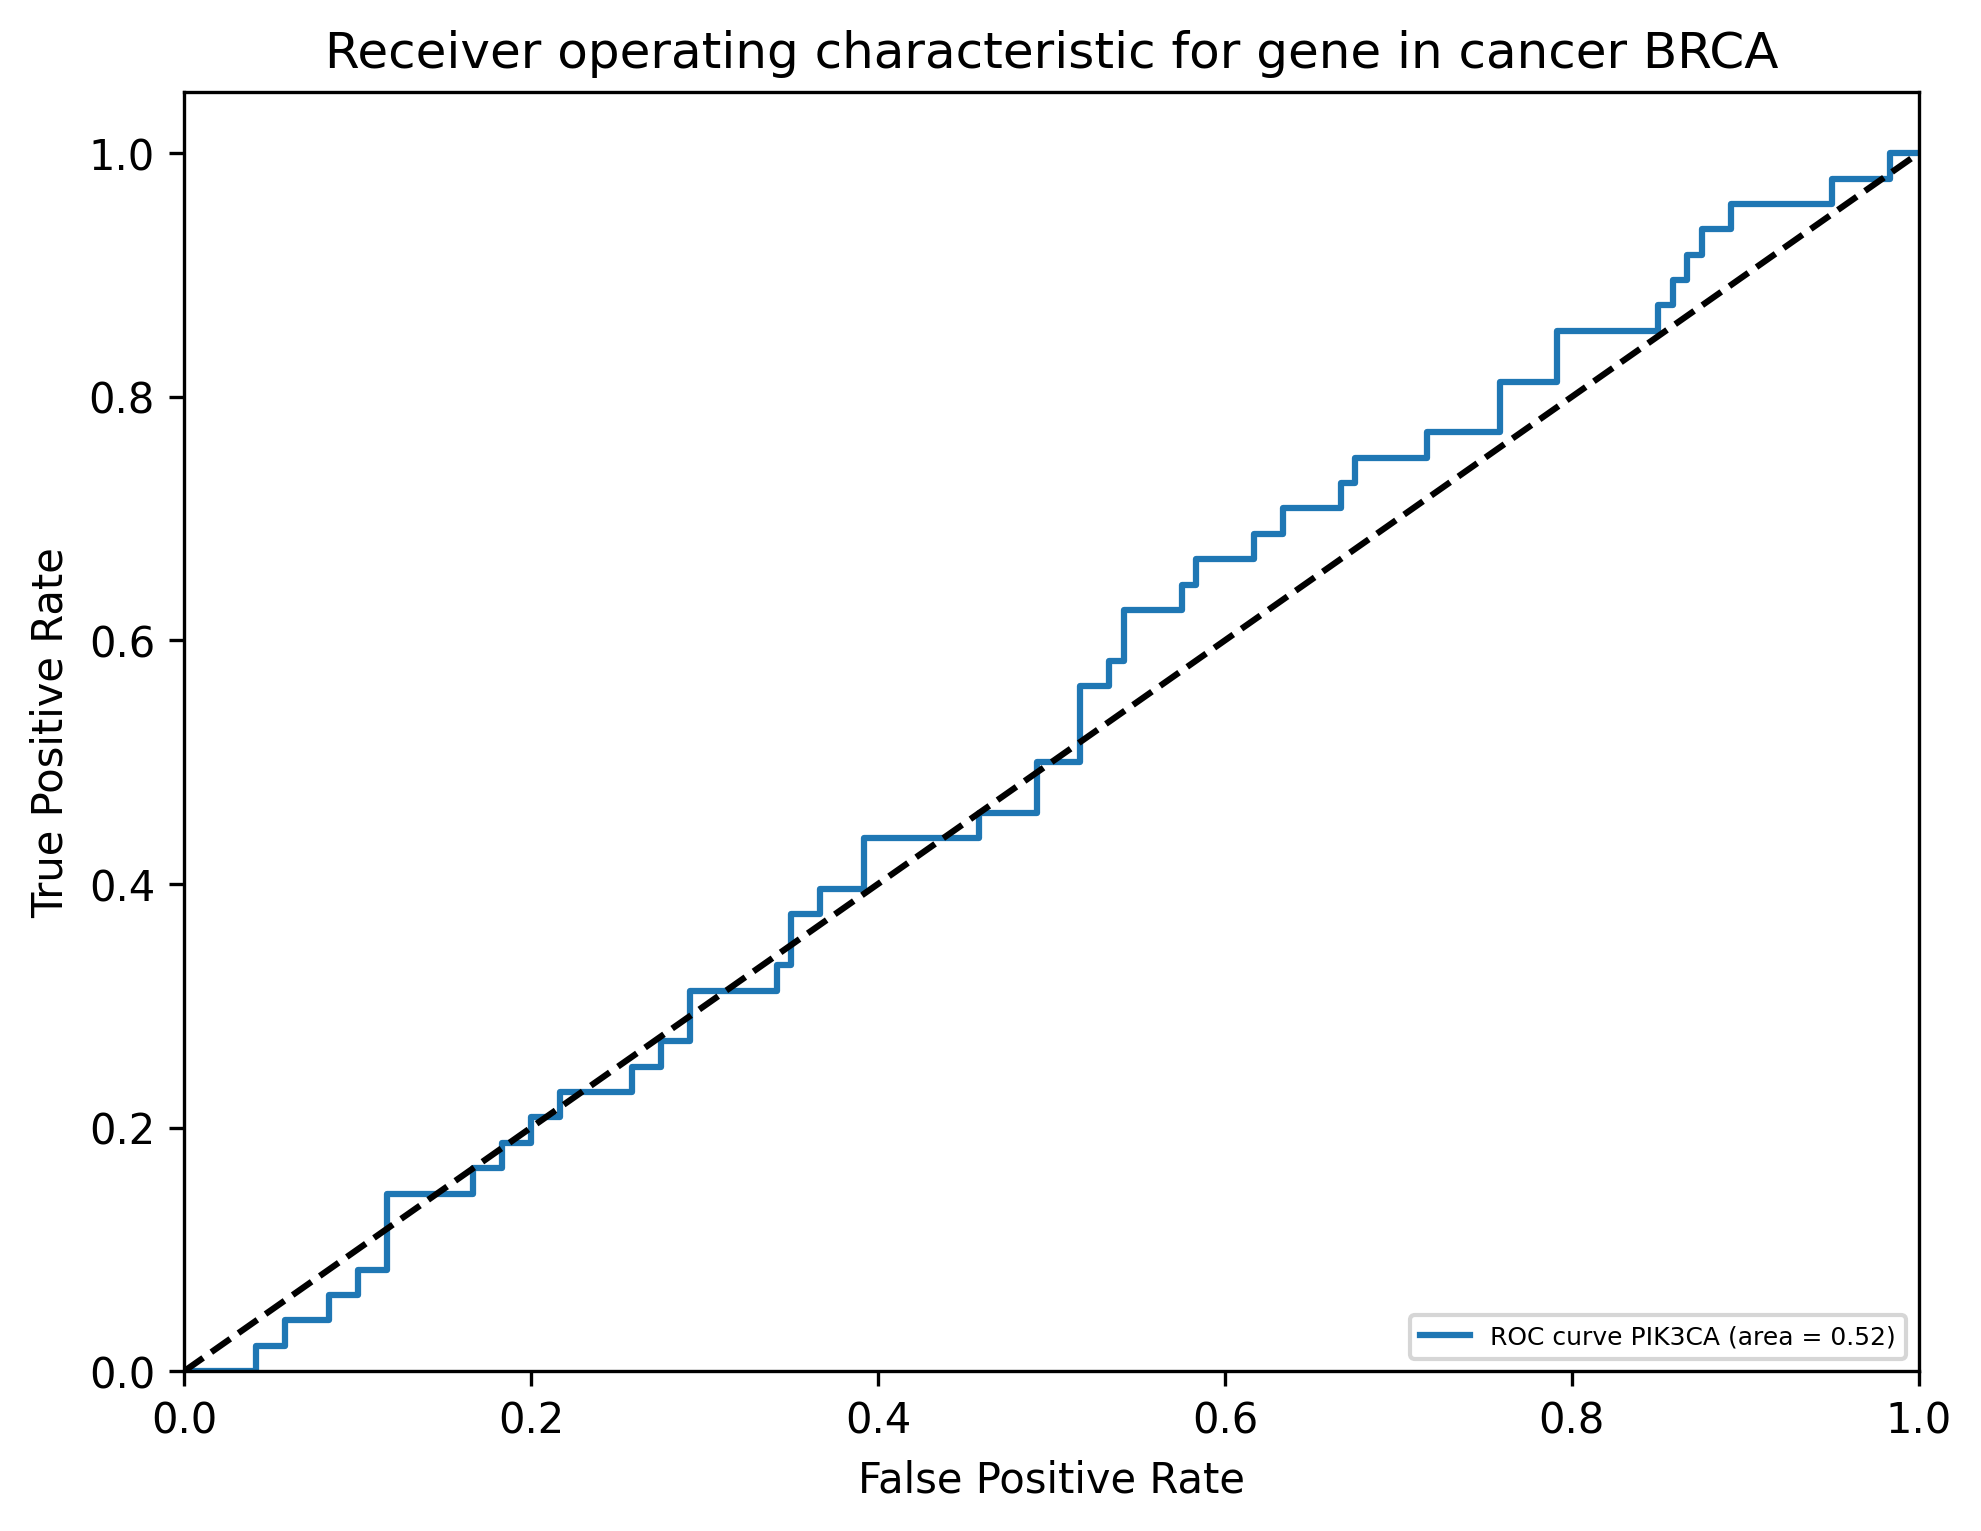 Receiver operating characteristic for gene in cancer BRCA
True Positive Rate
1.0
0.8
0.6
0.4
0.2
0.0
0.0 0.2 0.4 0.6 0.8 1.0
False Positive Rate
ROC curve PIK3CA (area = 0.52)